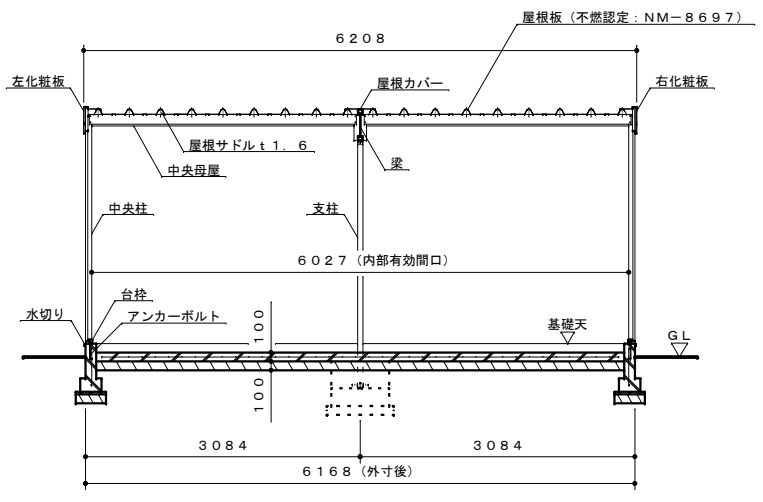 屋根板（不燃認定：ＮＭ－８６９７）
６２０８
左化粧板
屋根カバー
右化粧板
屋根サドルｔ１．６
梁
中央母屋
中央柱
支柱
６０２７（内部有効間口）
台枠
水切り
アンカーボルト
１００
基礎天
ＧＬ
１００
３０８４
３０８４
６１６８（外寸後）